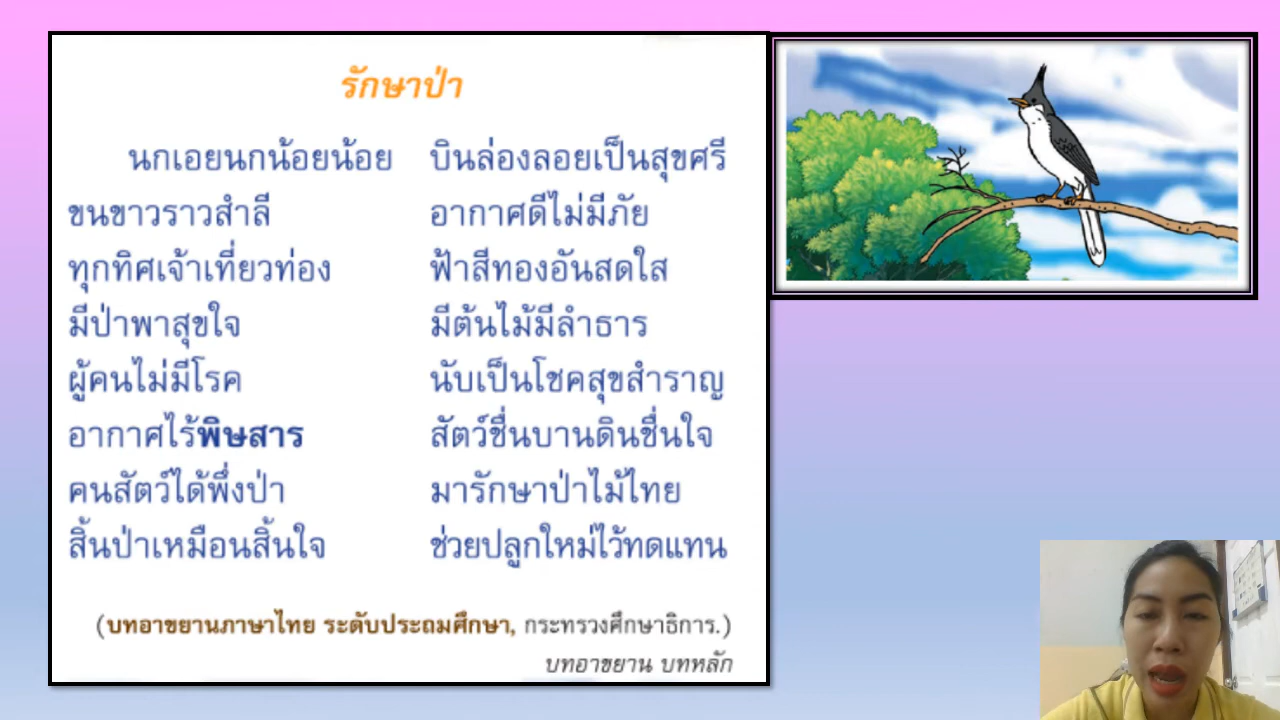 รักษาป่า
นกเอยนกน้อยน้อย บินล่องลอยเป็นสุขศรี
ขนขาวราวสำลี อากาศดีไม่มีภัย
ทุกทิศเจ้าเที่ยวท่อง ฟ้าสีทองอันสดใส
มีป่าพาสุขใจ มีต้นไม้มีลำธาร
ผู้คนไม่มีโรค นับเป็นโชคสุขสำราญ
อากาศไร้พิษสาร สัตว์ชื่นบานดินชื่นใจ
คนสัตว์ได้พึ่งป่า มารักษาป่าไม้ไทย
สิ้นป่าเหมือนสิ้นใจ ช่วยปลูกใหม่ไว้ทดแทน
(บทอาขยานภาษาไทย ระดับประถมศึกษา, กระทรวงศึกษาธิการ.)
บทอาขยาน บทหลัก